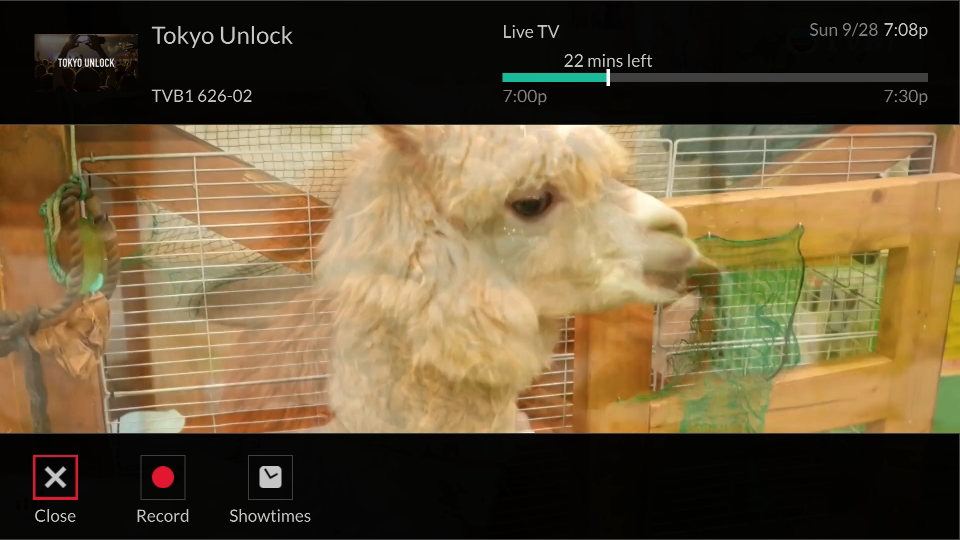 TOKYO UNLOCK
Tokyo Unlock
TVB1 626-02
Live TV
Sun 9/28 7:08p
22 mins left
7:00p
7:30p
Close
Record
Showtimes